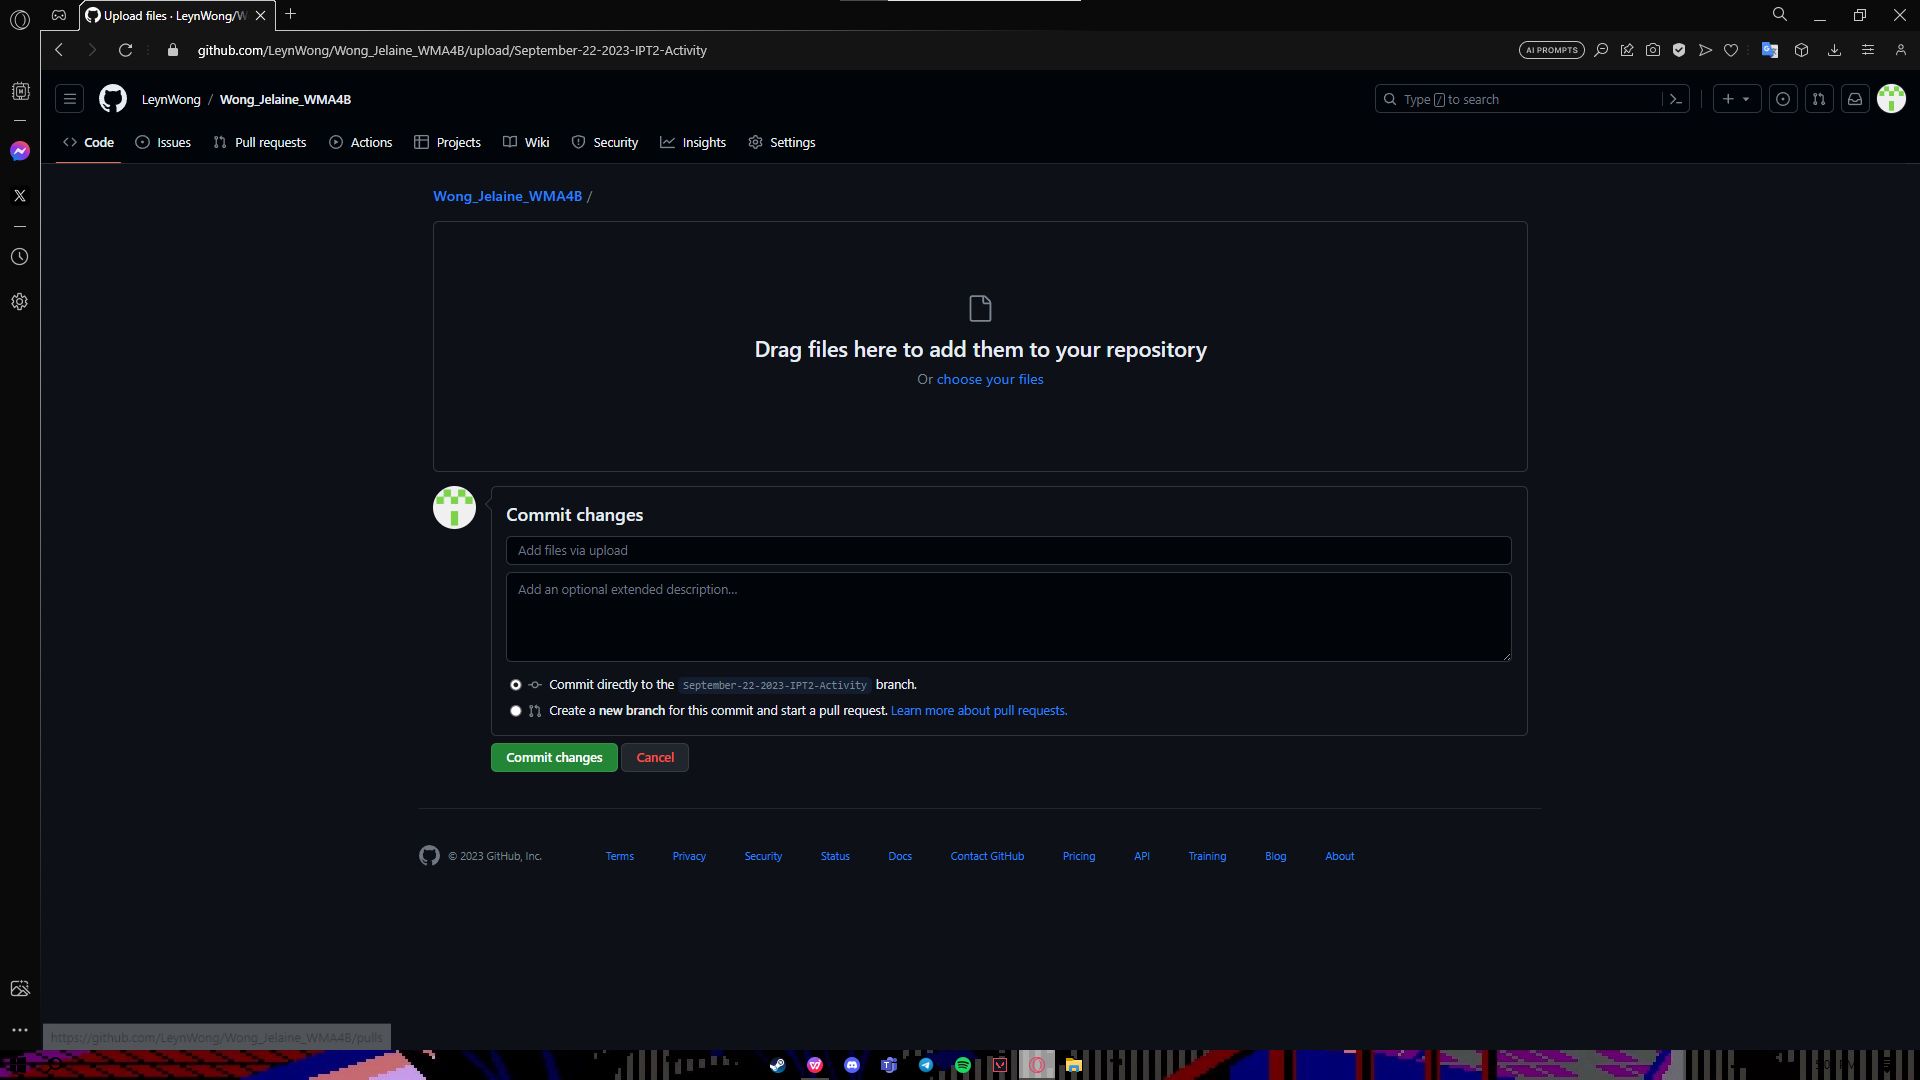 Upload files · LeynWong/W
github.com/LeynWong/Wong_Jelaine_WMA4B/upload/September-22-2023-IPT2-Activity
AI PROMPTS
LeynWong / Wong_Jelaine_WMA4B
Type / to search
Code
Issues
Pull requests
Actions
Projects
Wiki
Security
Insights
Settings
Wong_Jelaine_WMA4B /
Drag files here to add them to your repository
Or choose your files
Commit changes
Add files via upload
Add an optional extended description...
Commit directly to the September-22-2023-IPT2-Activity branch.
Create a new branch for this commit and start a pull request. Learn more about pull requests.
Commit changes
Cancel
© 2023 GitHub, Inc.
Terms
Privacy
Security
Status
Docs
Contact GitHub
Pricing
API
Training
Blog
About
https://github.com/LeynWong/Wong_Jelaine_WMA4B/pulls